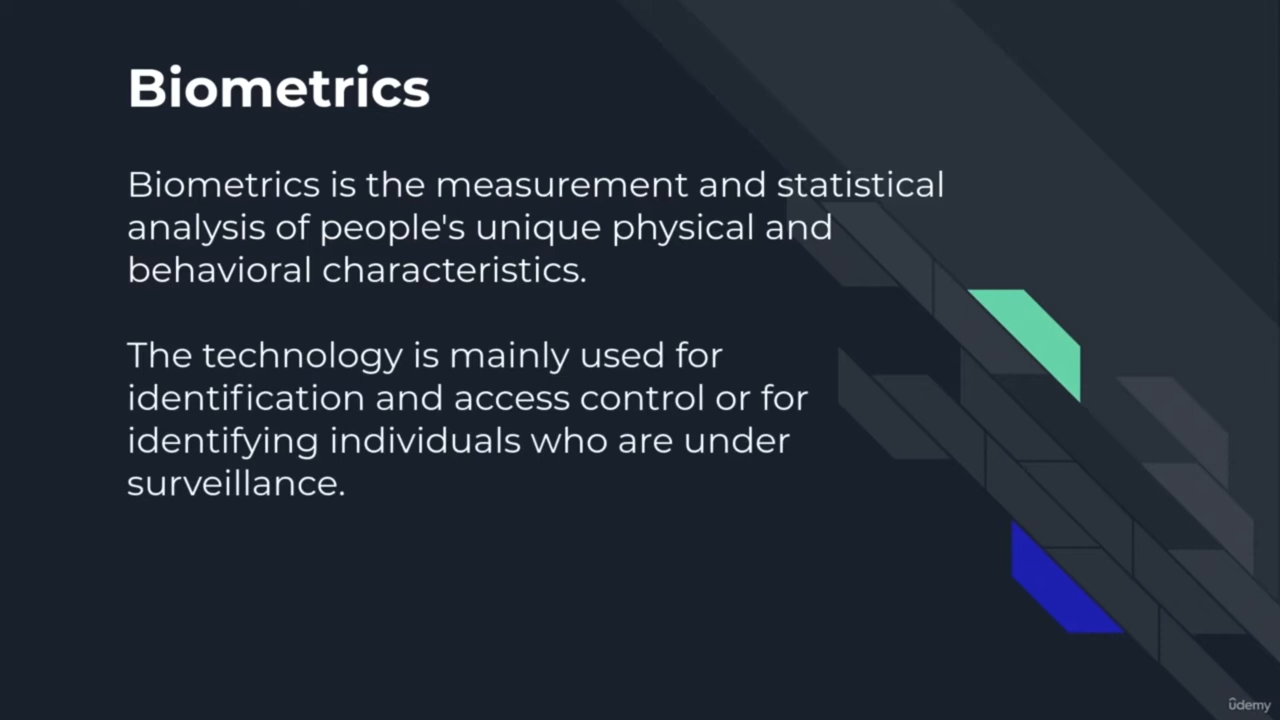 Biometrics
Biometrics is the measurement and statistical
analysis of people's unique physical and
behavioral characteristics.
The technology is mainly used for
identification and access control or for
identifying individuals who are under
surveillance.
udemy